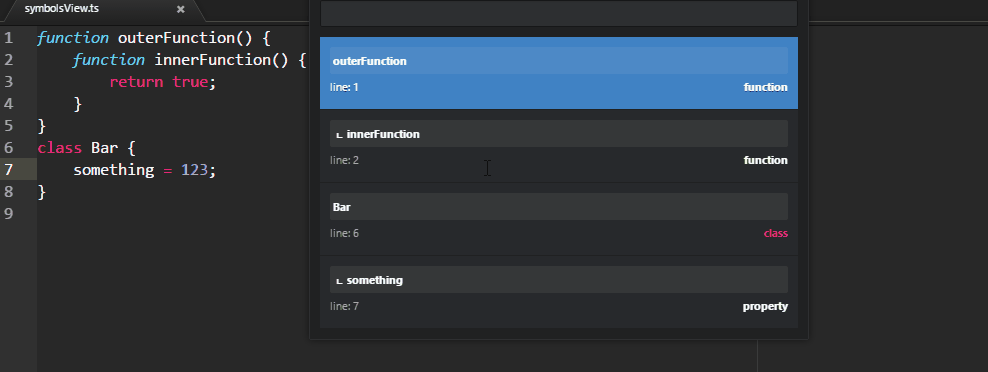 symbolsView.ts ×
1 function outerFunction() {
2     function innerFunction() {
3         return true;
4     }
5 }
6 class Bar {
7     something = 123;
8 }
9
outerFunction
line: 1 function
innerFunction
line: 2 function
Bar
line: 6 class
something
line: 7 property